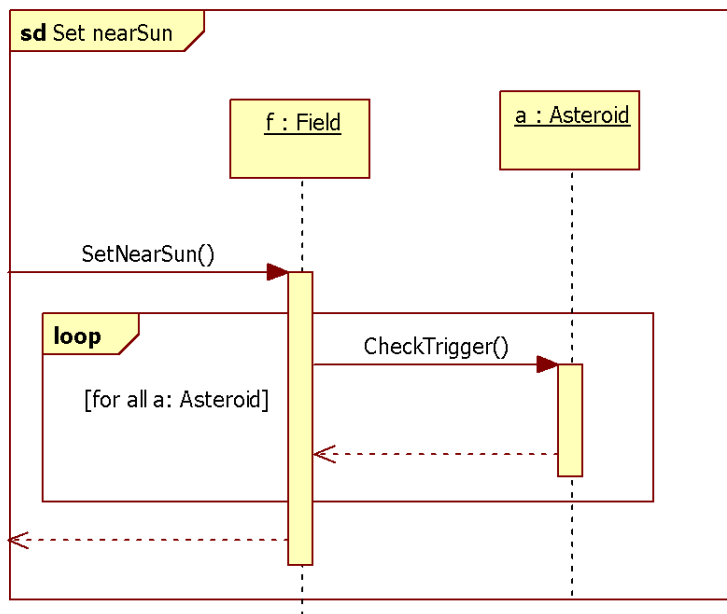 sd Set nearSun
f : Field
a : Asteroid
SetNearSun()
loop
CheckTrigger()
[for all a: Asteroid]